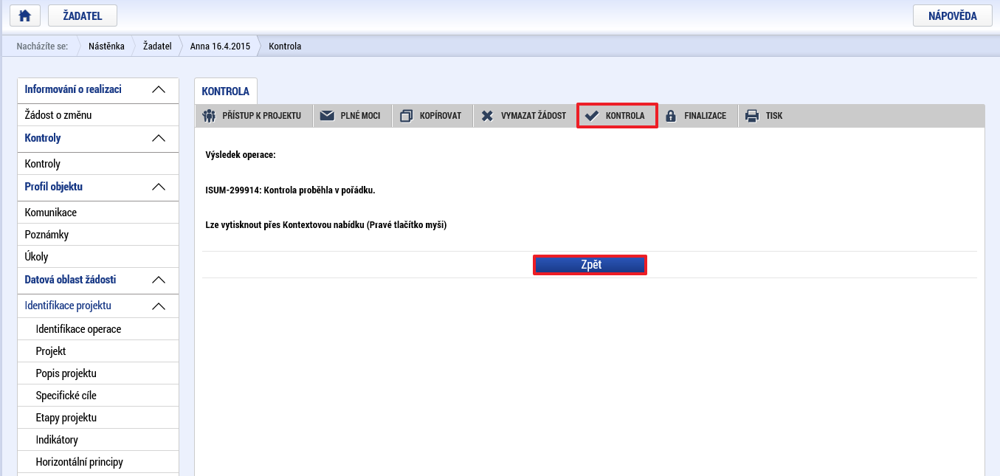 ŽADATEL
NÁPOVĚDA
Nacházíte se: Nástěnka Žadatel Anna 16.4.2015 Kontrola
Informování o realizaci
Žádost o změnu
Kontroly
Kontroly
Profil objektu
Komunikace
Poznámky
Úkoly
Datová oblast žádosti
Identifikace projektu
Identifikace operace
Projekt
Popis projektu
Specifické cíle
Etapy projektu
Indikátory
Horizontální principy
KONTROLA
PŘÍSTUP K PROJEKTU PLNÉ MOCI KOPÍROVAT VYMAZAT ŽÁDOST KONTROLA FINALIZACE TISK
Výsledek operace:
ISUM-299914: Kontrola proběhla v pořádku.
Lze vytisknout přes Kontextovou nabídku (Pravé tlačítko myši)
Zpět